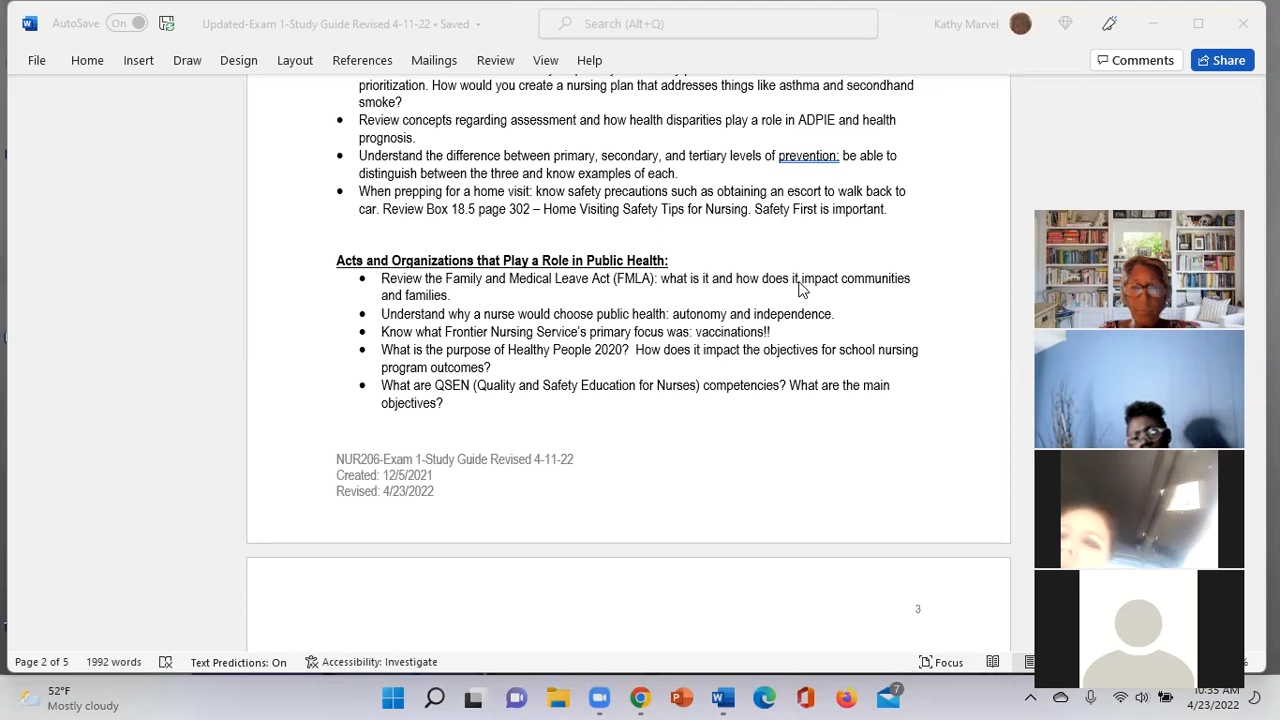 AutoSave On Updated-Exam 1-Study Guide Revised 4-11-22 • Saved Search (Alt+Q) Kathy Marvel
File Home Insert Draw Design Layout References Mailings Review View Help Comments Share
prioritization. How would you create a nursing plan that addresses things like asthma and secondhand
smoke?
• Review concepts regarding assessment and how health disparities play a role in ADPIE and health
prognosis.
• Understand the difference between primary, secondary, and tertiary levels of prevention: be able to
distinguish between the three and know examples of each.
• When prepping for a home visit: know safety precautions such as obtaining an escort to walk back to
car. Review Box 18.5 page 302 – Home Visiting Safety Tips for Nursing. Safety First is important.
Acts and Organizations that Play a Role in Public Health:
• Review the Family and Medical Leave Act (FMLA): what is it and how does it impact communities
and families.
• Understand why a nurse would choose public health: autonomy and independence.
• Know what Frontier Nursing Service's primary focus was: vaccinations!!
• What is the purpose of Healthy People 2020?  How does it impact the objectives for school nursing
program outcomes?
• What are QSEN (Quality and Safety Education for Nurses) competencies? What are the main
objectives?
NUR206-Exam 1-Study Guide Revised 4-11-22
Created: 12/5/2021
Revised: 4/23/2022
3
Page 2 of 5 1992 words Text Predictions: On Accessibility: Investigate Focus
52°F
Mostly cloudy
7
10:35 AM
4/23/2022